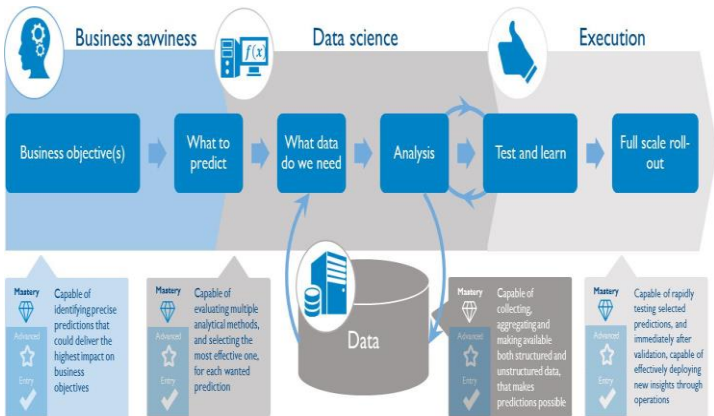 Business savviness
Data science
Execution
Business objective(s)
What to
predict
What data
do we need
Analysis
Test and learn
Full scale roll-
out
f(x)
Data
Mastery
Advanced
Entry
Capable of
identifying precise
predictions that
could deliver the
highest impact on
business
objectives
Mastery
Advanced
Entry
Capable of
evaluating multiple
analytical methods,
and selecting the
most effective one,
for each wanted
prediction
Mastery
Advanced
Entry
Capable of
collecting,
aggregating and
making available
both structured and
unstructured data,
that makes
predictions possible
Mastery
Advanced
Entry
Capable of rapidly
testing selected
predictions, and
immediately after
validation, capable of
effectively deploying
new insights through
operations